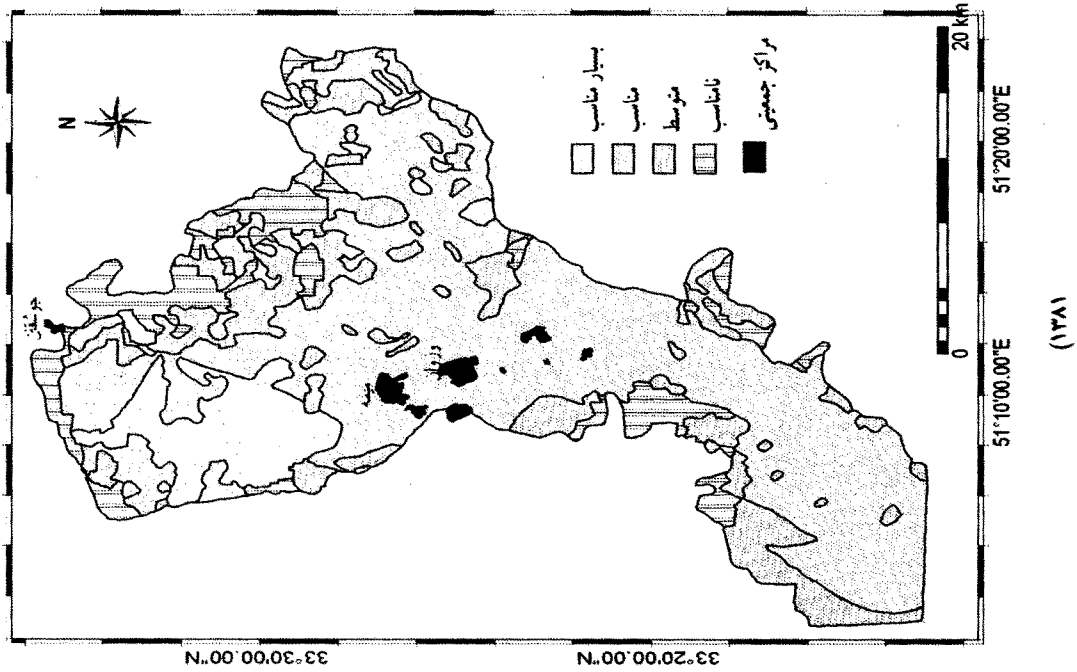 N
بسیار مناسب
مناسب
متوسط
نامناسب
مراکز جمعیتی
0
20 km
51°10'00.00"E
51°20'00.00"E
33°30'00.00"N
33°20'00.00"N
(۱۳۸۱